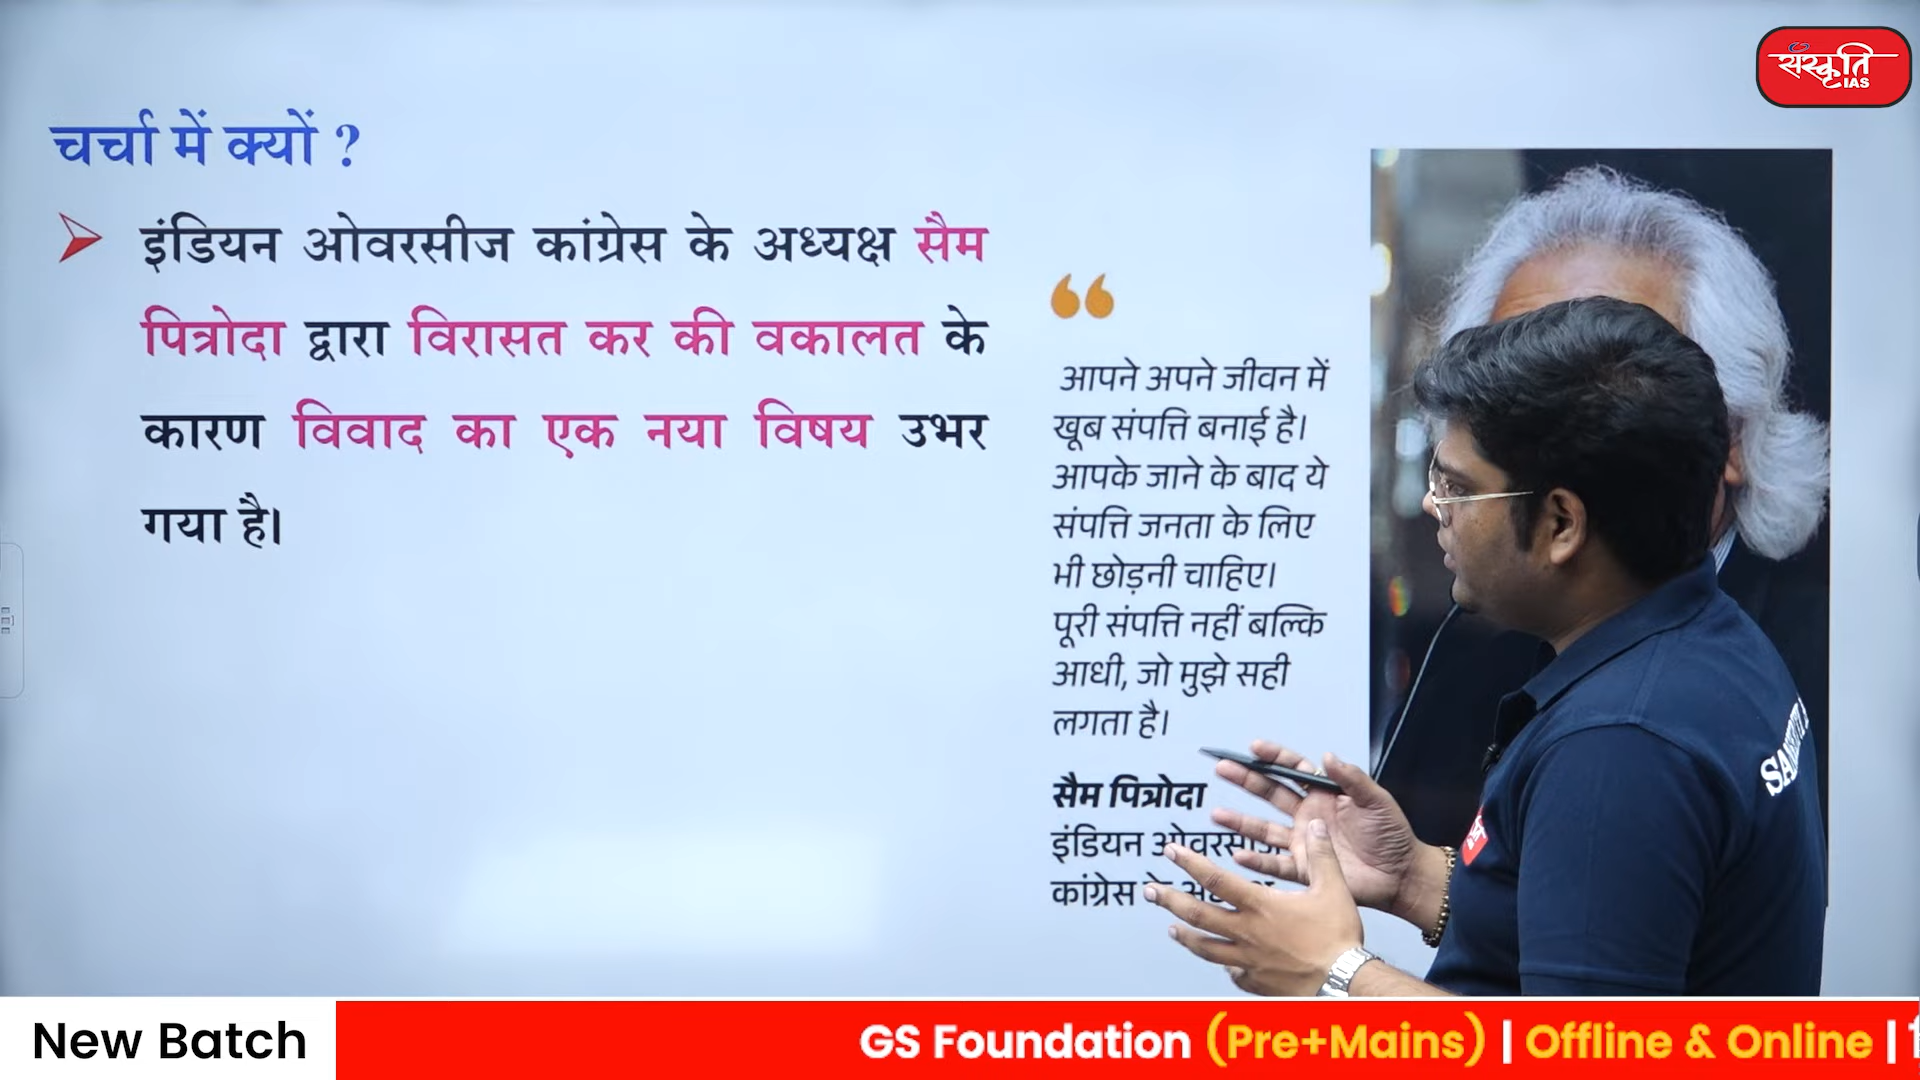 संस्कृति
IAS
चर्चा में क्यों ?
इंडियन ओवरसीज कांग्रेस के अध्यक्ष सैम
पित्रोदा द्वारा विरासत कर की वकालत के
कारण विवाद का एक नया विषय उभर
गया है।
आपने अपने जीवन में
खूब संपत्ति बनाई है।
आपके जाने के बाद ये
संपत्ति जनता के लिए
भी छोड़नी चाहिए।
पूरी संपत्ति नहीं बल्कि
आधी, जो मुझे सही
लगता है।
सैम पित्रोदा
इंडियन
कांग्रेस
New Batch
GS Foundation (Pre+Mains) | Offline & Online |